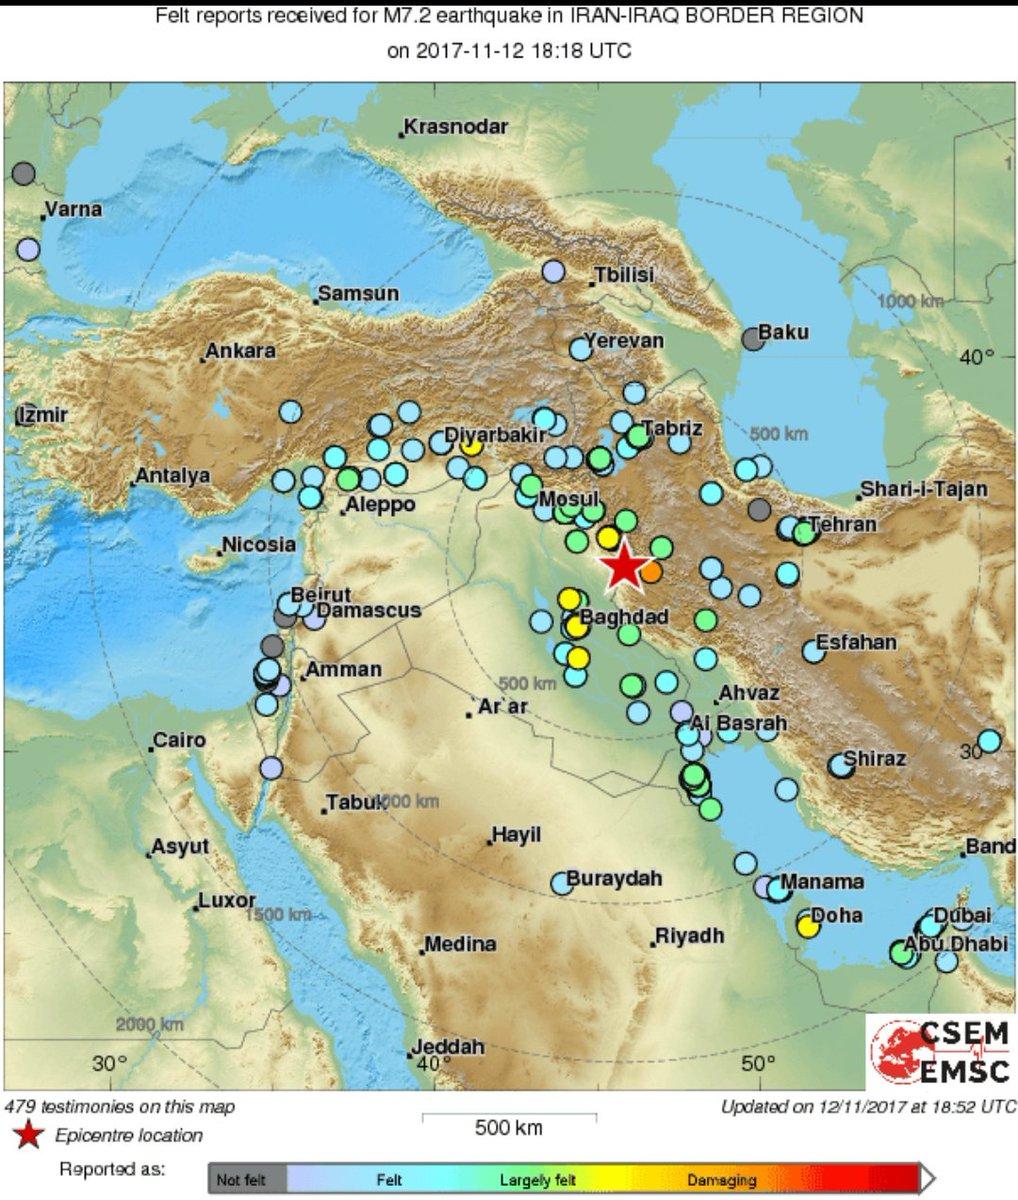 Felt reports received for M7.2 earthquake in IRAN-IRAQ BORDER REGION
on 2017-11-12 18:18 UTC
Krasnodar
Varna
Tbilisi
Samsun
1000 km
Baku
Yerevan
Ankara
40°
Izmir
Diyarbakir
Tabriz
500 km
Antalya
Aleppo
Mosul
Shari-i-Tajan
Tehran
Nicosia
Beirut
Damascus
Baghdad
Esfahan
Amman
500 km
Ar'ar
Ahvaz
Al Basrah
Cairo
30
Shiraz
Tabuk
Hayil
Asyut
Band
Buraydah
Manama
Luxor
1500 km
Doha
Dubai
Riyadh
Abu Dhabi
Medina
2000 km
CSEM
EMSC
Jeddah
30°
40°
50°
479 testimonies on this map
Updated on 12/11/2017 at 18:52 UTC
Epicentre location
500 km
Reported as:
Not felt
Felt
Largely felt
Damaging